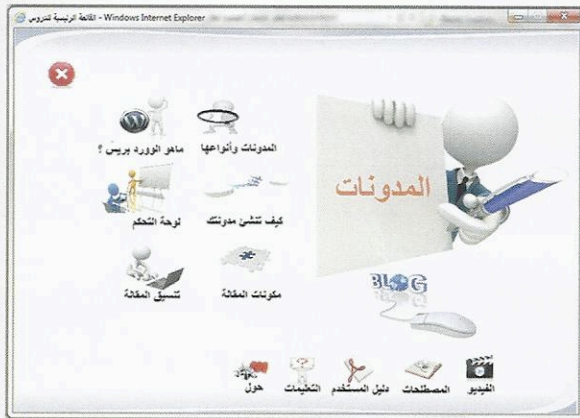 القائمة الرئيسية للدروس - Windows Internet Explorer
المدونات وأنواعها
ماهو الوورد بريس ؟
المدونات
كيف تنشئ مدونتك
لوحة التحكم
مكونات المقالة
تنسيق المقالة
BLOG
الفيديو
المصطلحات
دليل المستخدم
التعليمات
حول